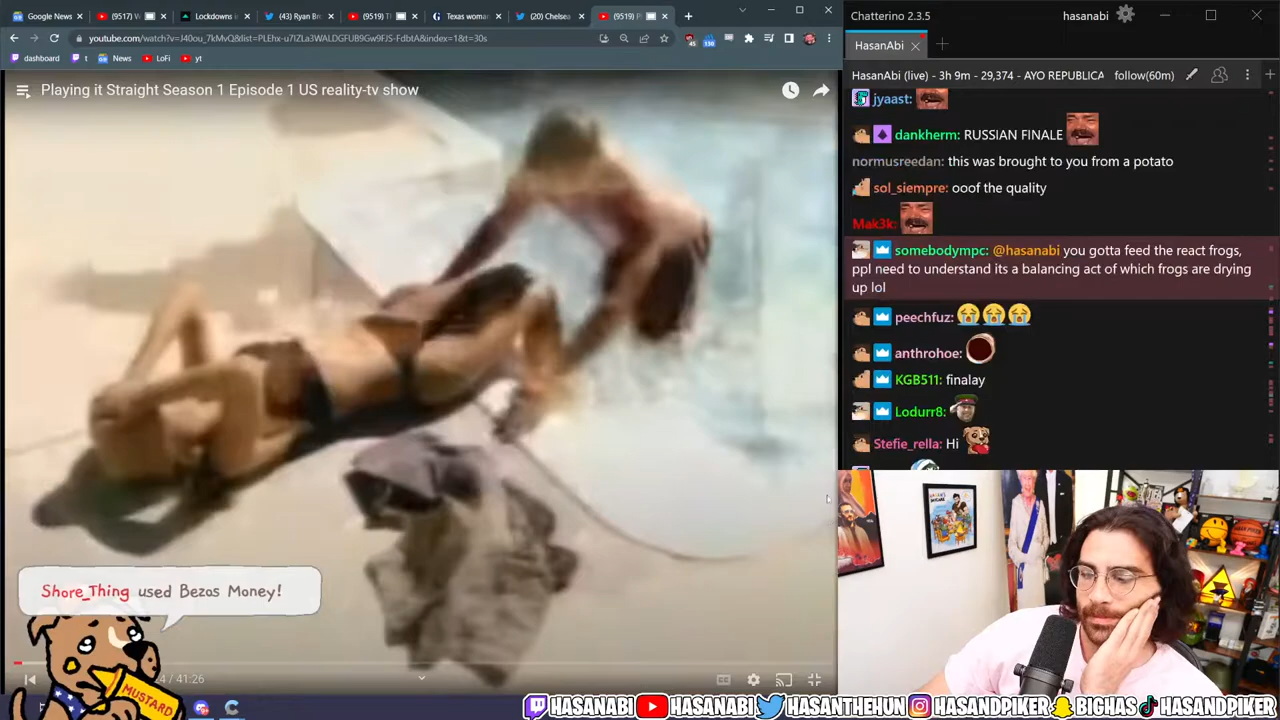 Google News
(9517) W
Lockdowns i
(43) Ryan Br
(9519) T
Texas woma
(20) Chelsea
(9519) P
youtube.com/watch?v=J40ou_7kMvQ&list=PLEhx-u7IZLa3WALDGFUB9Gw9FJS-FdbtA&index=1&t=30s
dashboard
t
News
LoFi
yt
Playing it Straight Season 1 Episode 1 US reality-tv show
Shore_Thing used Bezos Money!
MUSTARD
/ 41:26
Chatterino 2.3.5
hasanabi
HasanAbi
HasanAbi (live) - 3h 9m - 29,374 - AYO REPUBLICA
follow(60m)
jyaast:
dankherm: RUSSIAN FINALE
normusreedan: this was brought to you from a potato
sol_siempre: ooof the quality
Mak3k:
somebodympc: @hasanabi you gotta feed the react frogs,
ppl need to understand its a balancing act of which frogs are drying
up lol
peechfuz:
anthrohoe:
KGB511: finalay
Lodurr8:
Stefie_rella: Hi
HASANABI
HASANABI
HASANTHEHUN
HASANDPIKER
BIGHAS
HASANDPIKER